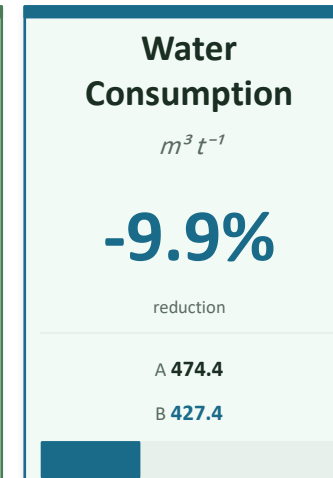 Water
Consumption
m³ t⁻¹
-9.9%
reduction
A 474.4
B 427.4